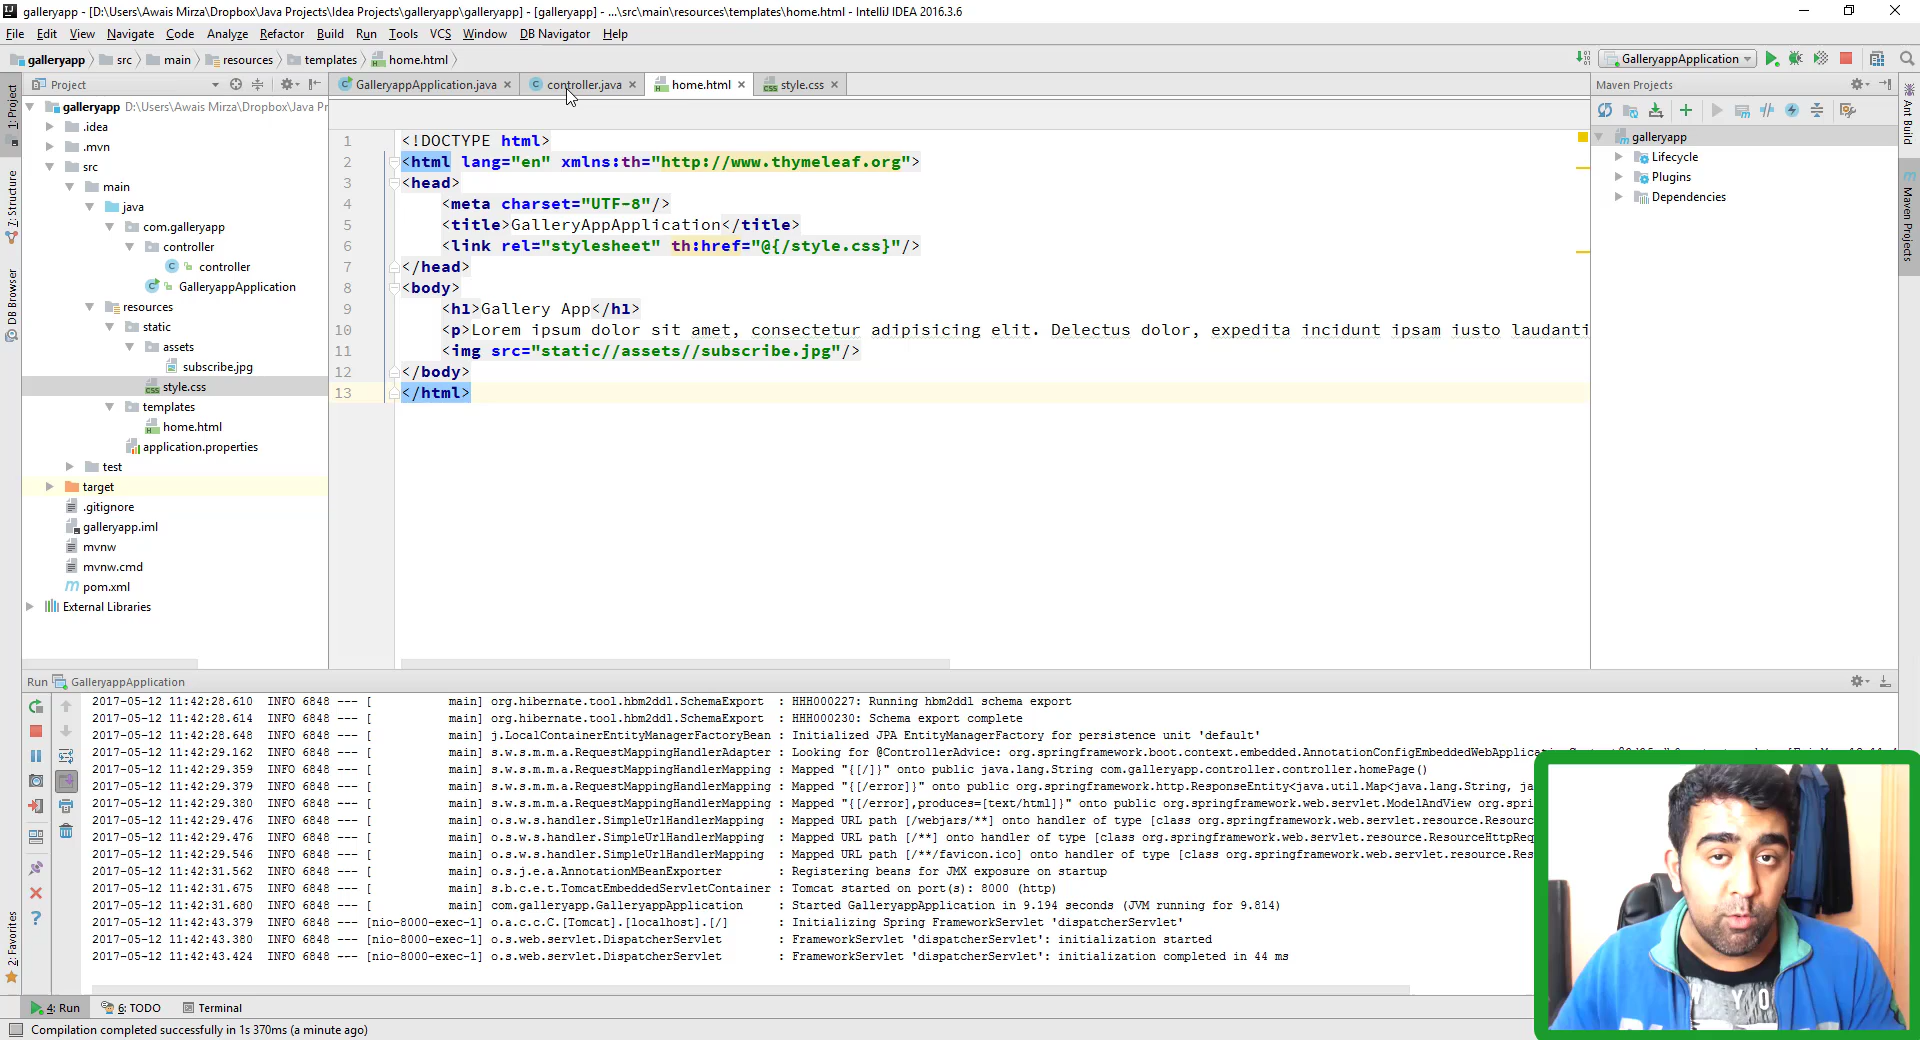 galleryapp - [D:\Users\Awais Mirza\Dropbox\Java Projects\Idea Projects\galleryapp\galleryapp] - [galleryapp] - ...\src\main\resources\templates\home.html - IntelliJ IDEA 2016.3.6
File Edit View Navigate Code Analyze Refactor Build Run Tools VCS Window DB Navigator Help
galleryapp src main resources templates home.html GalleryappApplication
Project GalleryappApplication.java controller.java home.html style.css Maven Projects
1: Project
7: Structure
DB Browser
2: Favorites
galleryapp D:\Users\Awais Mirza\Dropbox\Java Pr
.idea
.mvn
src
main
java
com.galleryapp
controller
controller
GalleryappApplication
resources
static
assets
subscribe.jpg
style.css
templates
home.html
application.properties
test
target
.gitignore
galleryapp.iml
mvnw
mvnw.cmd
pom.xml
External Libraries
1 <!DOCTYPE html>
2 <html lang="en" xmlns:th="http://www.thymeleaf.org">
3 <head>
4 <meta charset="UTF-8"/>
5 <title>GalleryAppApplication</title>
6 <link rel="stylesheet" th:href="@{/style.css}"/>
7 </head>
8 <body>
9 <h1>Gallery App</h1>
10 <p>Lorem ipsum dolor sit amet, consectetur adipisicing elit. Delectus dolor, expedita incidunt ipsam iusto laudanti
11 <img src="static//assets//subscribe.jpg"/>
12 </body>
13 </html>
galleryapp
Lifecycle
Plugins
Dependencies
Ant Build
Maven Projects
Run GalleryappApplication
2017-05-12 11:42:28.610 INFO 6848 --- [ main] org.hibernate.tool.hbm2ddl.SchemaExport : HHH000227: Running hbm2ddl schema export
2017-05-12 11:42:28.614 INFO 6848 --- [ main] org.hibernate.tool.hbm2ddl.SchemaExport : HHH000230: Schema export complete
2017-05-12 11:42:28.648 INFO 6848 --- [ main] j.LocalContainerEntityManagerFactoryBean : Initialized JPA EntityManagerFactory for persistence unit 'default'
2017-05-12 11:42:29.162 INFO 6848 --- [ main] s.w.s.m.m.a.RequestMappingHandlerAdapter : Looking for @ControllerAdvice: org.springframework.boot.context.embedded.AnnotationConfigEmbeddedWebApplication
2017-05-12 11:42:29.359 INFO 6848 --- [ main] s.w.s.m.m.a.RequestMappingHandlerMapping : Mapped "{[/]}" onto public java.lang.String com.galleryapp.controller.controller.homePage()
2017-05-12 11:42:29.379 INFO 6848 --- [ main] s.w.s.m.m.a.RequestMappingHandlerMapping : Mapped "{[/error]}" onto public org.springframework.http.ResponseEntity<java.util.Map<java.lang.String, ja
2017-05-12 11:42:29.380 INFO 6848 --- [ main] s.w.s.m.m.a.RequestMappingHandlerMapping : Mapped "{[/error],produces=[text/html]}" onto public org.springframework.web.servlet.ModelAndView org.spri
2017-05-12 11:42:29.476 INFO 6848 --- [ main] o.s.w.s.handler.SimpleUrlHandlerMapping : Mapped URL path [/webjars/**] onto handler of type [class org.springframework.web.servlet.resource.Resourc
2017-05-12 11:42:29.476 INFO 6848 --- [ main] o.s.w.s.handler.SimpleUrlHandlerMapping : Mapped URL path [/**] onto handler of type [class org.springframework.web.servlet.resource.ResourceHttpReq
2017-05-12 11:42:29.546 INFO 6848 --- [ main] o.s.w.s.handler.SimpleUrlHandlerMapping : Mapped URL path [/**/favicon.ico] onto handler of type [class org.springframework.web.servlet.resource.Res
2017-05-12 11:42:31.562 INFO 6848 --- [ main] o.s.j.e.a.AnnotationMBeanExporter : Registering beans for JMX exposure on startup
2017-05-12 11:42:31.675 INFO 6848 --- [ main] s.b.c.e.t.TomcatEmbeddedServletContainer : Tomcat started on port(s): 8000 (http)
2017-05-12 11:42:31.680 INFO 6848 --- [ main] com.galleryapp.GalleryappApplication : Started GalleryappApplication in 9.194 seconds (JVM running for 9.814)
2017-05-12 11:42:43.379 INFO 6848 --- [nio-8000-exec-1] o.a.c.c.C.[Tomcat].[localhost].[/] : Initializing Spring FrameworkServlet 'dispatcherServlet'
2017-05-12 11:42:43.380 INFO 6848 --- [nio-8000-exec-1] o.s.web.servlet.DispatcherServlet : FrameworkServlet 'dispatcherServlet': initialization started
2017-05-12 11:42:43.424 INFO 6848 --- [nio-8000-exec-1] o.s.web.servlet.DispatcherServlet : FrameworkServlet 'dispatcherServlet': initialization completed in 44 ms
4: Run 6: TODO Terminal
Compilation completed successfully in 1s 370ms (a minute ago)